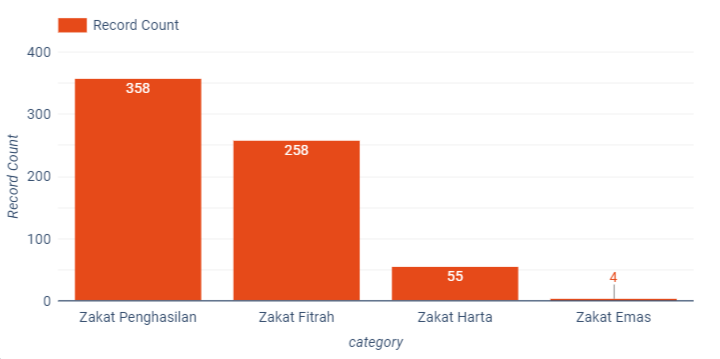 Record Count
400
300
200
100
0
Record Count
358
258
55
4
Zakat Penghasilan
Zakat Fitrah
Zakat Harta
Zakat Emas
category